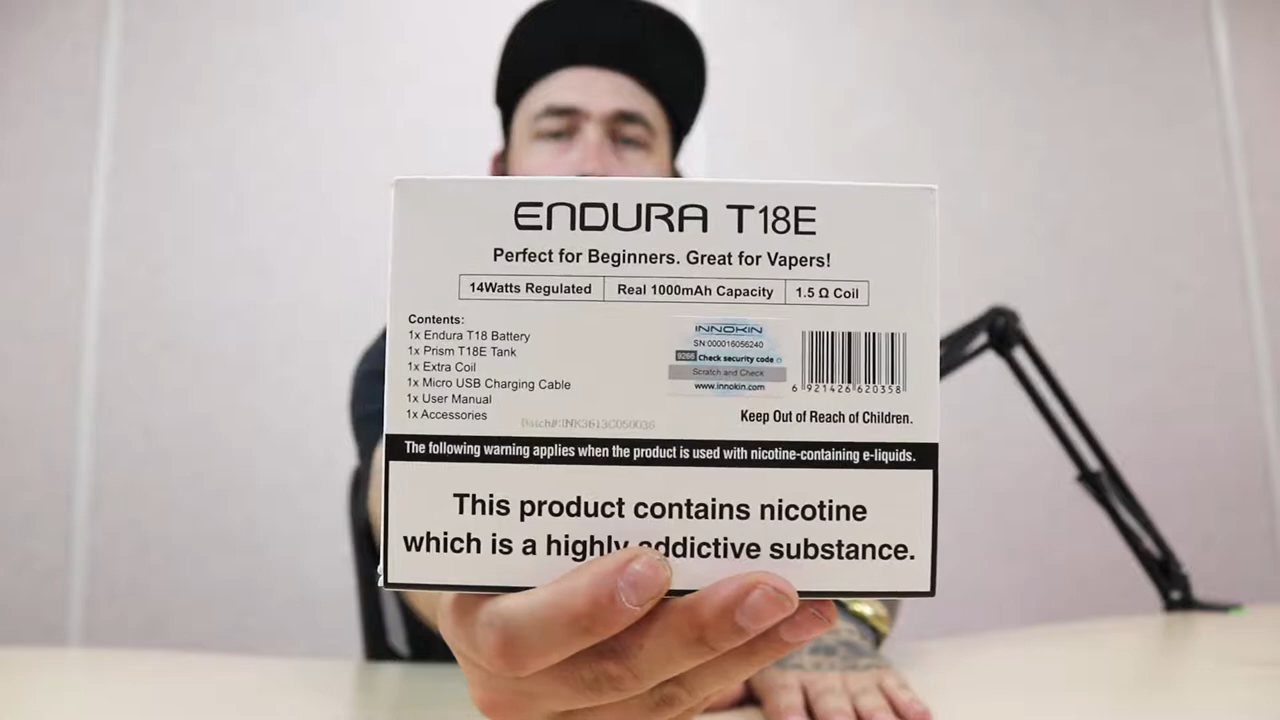 ENDURA T18E
Perfect for Beginners. Great for Vapers!
14Watts Regulated Real 1000mAh Capacity 1.5 Ω Coil
Contents:
1x Endura T18 Battery
1x Prism T18E Tank
1x Extra Coil
1x Micro USB Charging Cable
1x User Manual
1x Accessories
Batch#:INK3613C050036
INNOKIN
SN:000016056240
9266 Check security code
Scratch and Check
www.innokin.com
6 921426 620358
Keep Out of Reach of Children.
The following warning applies when the product is used with nicotine-containing e-liquids.
This product contains nicotine
which is a highly addictive substance.